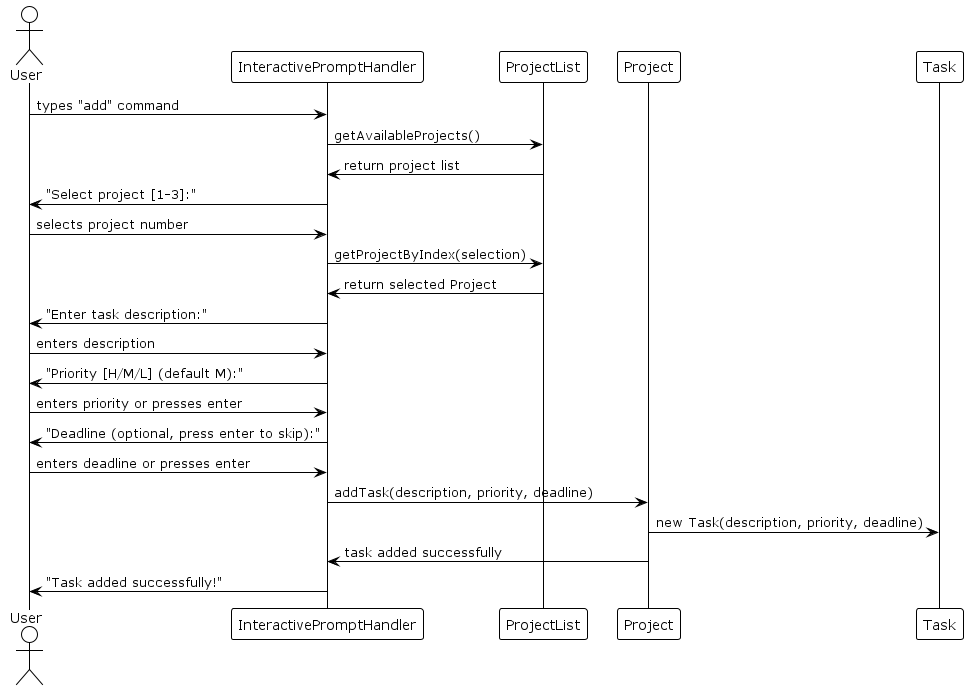 User
InteractivePromptHandler
ProjectList
Project
Task
types "add" command
getAvailableProjects()
return project list
"Select project [1-3]:"
selects project number
getProjectByIndex(selection)
return selected Project
"Enter task description:"
enters description
"Priority [H/M/L] (default M):"
enters priority or presses enter
"Deadline (optional, press enter to skip):"
enters deadline or presses enter
addTask(description, priority, deadline)
new Task(description, priority, deadline)
task added successfully
"Task added successfully!"
User
InteractivePromptHandler
ProjectList
Project
Task